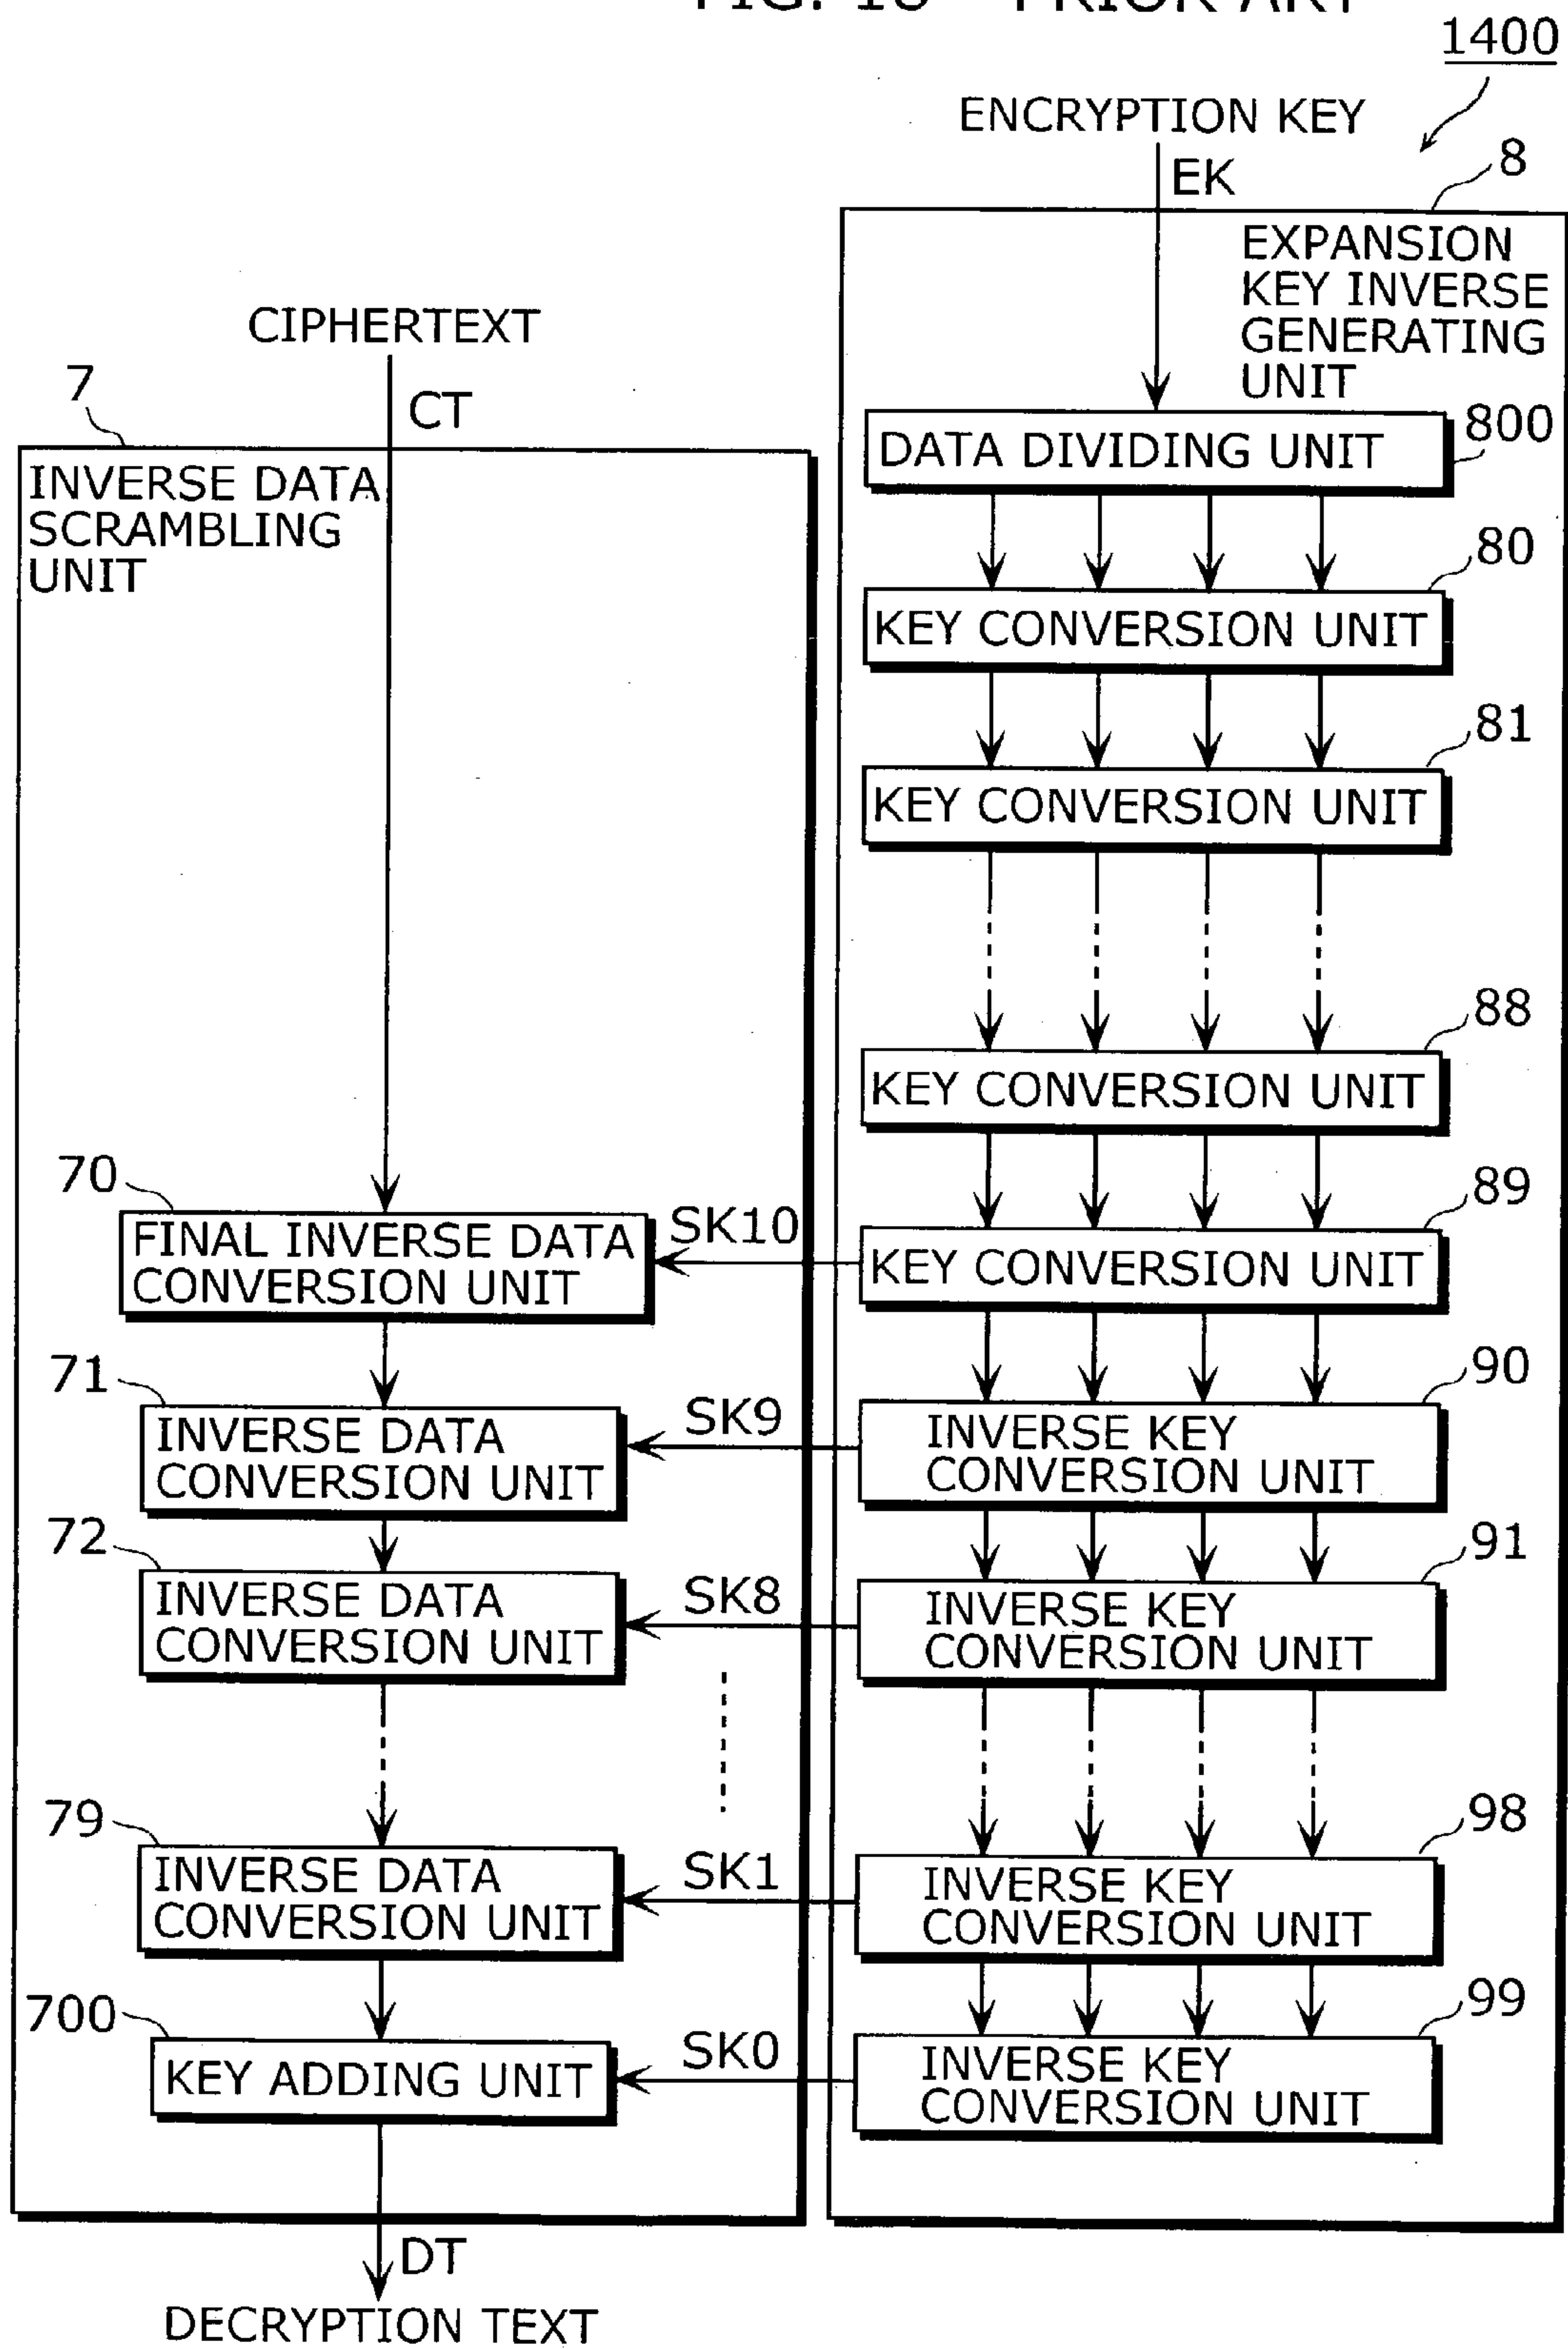 PRIOR ART
1400
ENCRYPTION KEY
EK
8
EXPANSION
KEY INVERSE
GENERATING
UNIT
CIPHERTEXT
CT
7
INVERSE DATA
SCRAMBLING
UNIT
DATA DIVIDING UNIT
800
80
KEY CONVERSION UNIT
81
KEY CONVERSION UNIT
88
KEY CONVERSION UNIT
70
FINAL INVERSE DATA
CONVERSION UNIT
SK10
89
KEY CONVERSION UNIT
71
INVERSE DATA
CONVERSION UNIT
SK9
90
INVERSE KEY
CONVERSION UNIT
72
INVERSE DATA
CONVERSION UNIT
SK8
91
INVERSE KEY
CONVERSION UNIT
79
INVERSE DATA
CONVERSION UNIT
SK1
98
INVERSE KEY
CONVERSION UNIT
700
KEY ADDING UNIT
SK0
99
INVERSE KEY
CONVERSION UNIT
DT
DECRYPTION TEXT